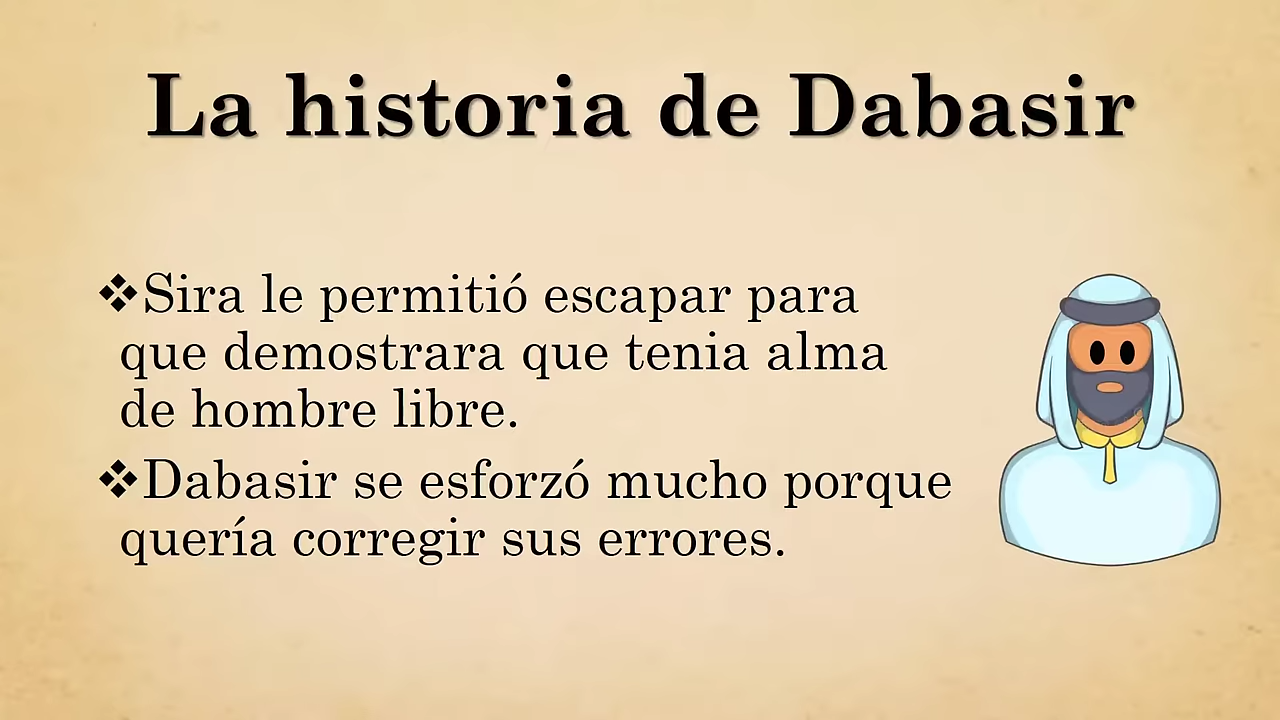 La historia de Dabasir
❖Sira le permitió escapar para
que demostrara que tenia alma
de hombre libre.
❖Dabasir se esforzó mucho porque
quería corregir sus errores.